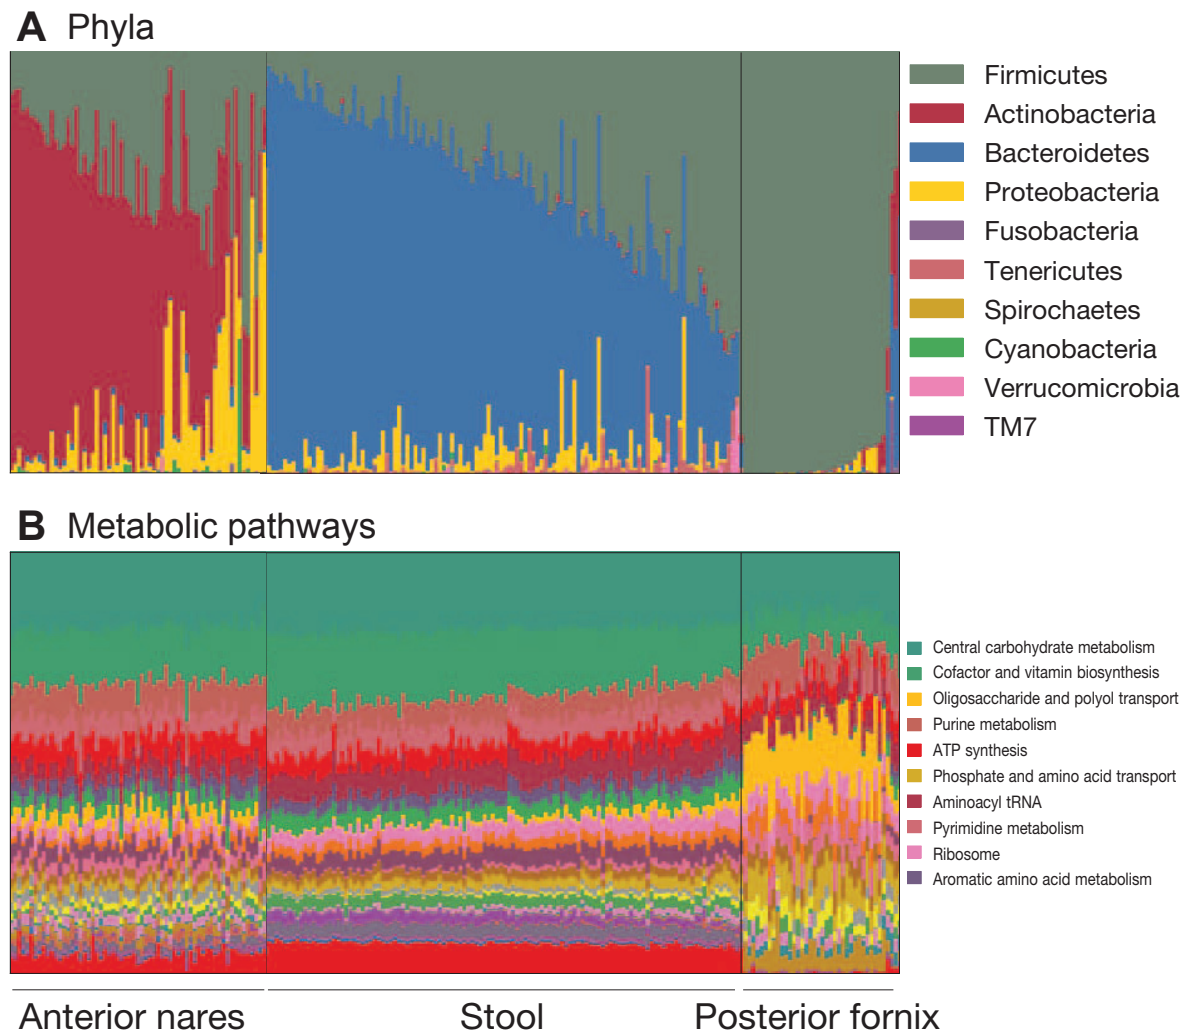 A Phyla
Firmicutes
Actinobacteria
Bacteroidetes
Proteobacteria
Fusobacteria
Tenericutes
Spirochaetes
Cyanobacteria
Verrucomicrobia
TM7
B Metabolic pathways
Central carbohydrate metabolism
Cofactor and vitamin biosynthesis
Oligosaccharide and polyol transport
Purine metabolism
ATP synthesis
Phosphate and amino acid transport
Aminoacyl tRNA
Pyrimidine metabolism
Ribosome
Aromatic amino acid metabolism
Anterior nares Stool Posterior fornix